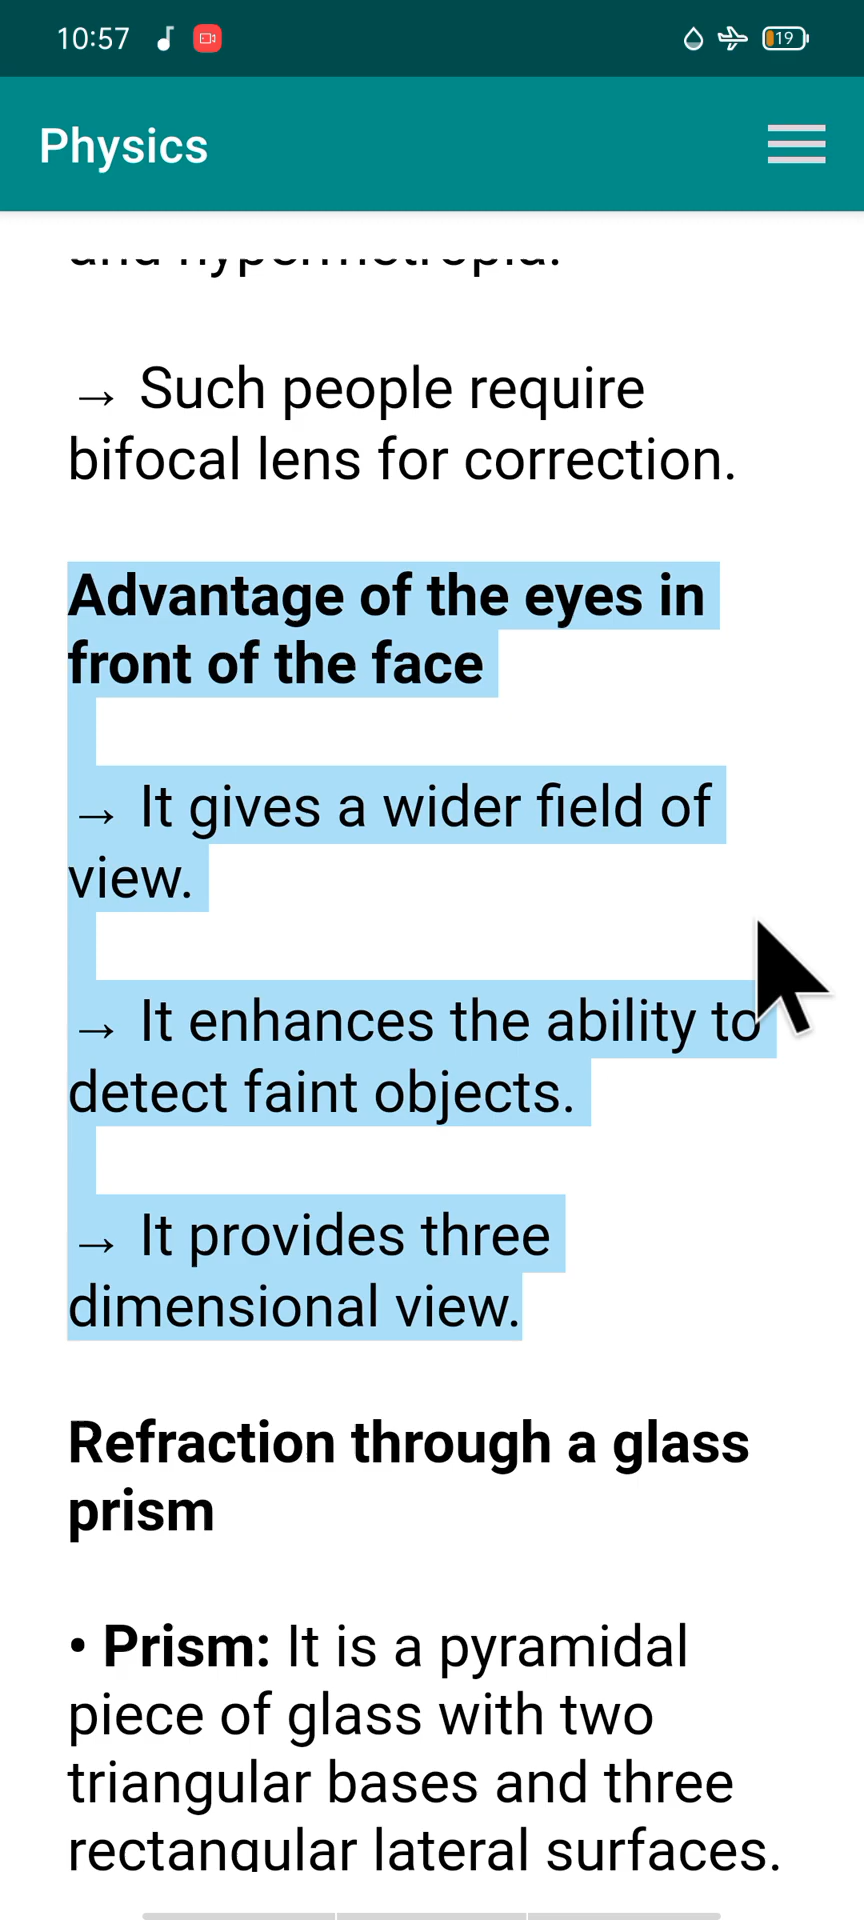 10:57
19
Physics
and hypermetropia.
→ Such people require
bifocal lens for correction.
Advantage of the eyes in
front of the face
→ It gives a wider field of
view.
→ It enhances the ability to
detect faint objects.
→ It provides three
dimensional view.
Refraction through a glass
prism
• Prism: It is a pyramidal
piece of glass with two
triangular bases and three
rectangular lateral surfaces.